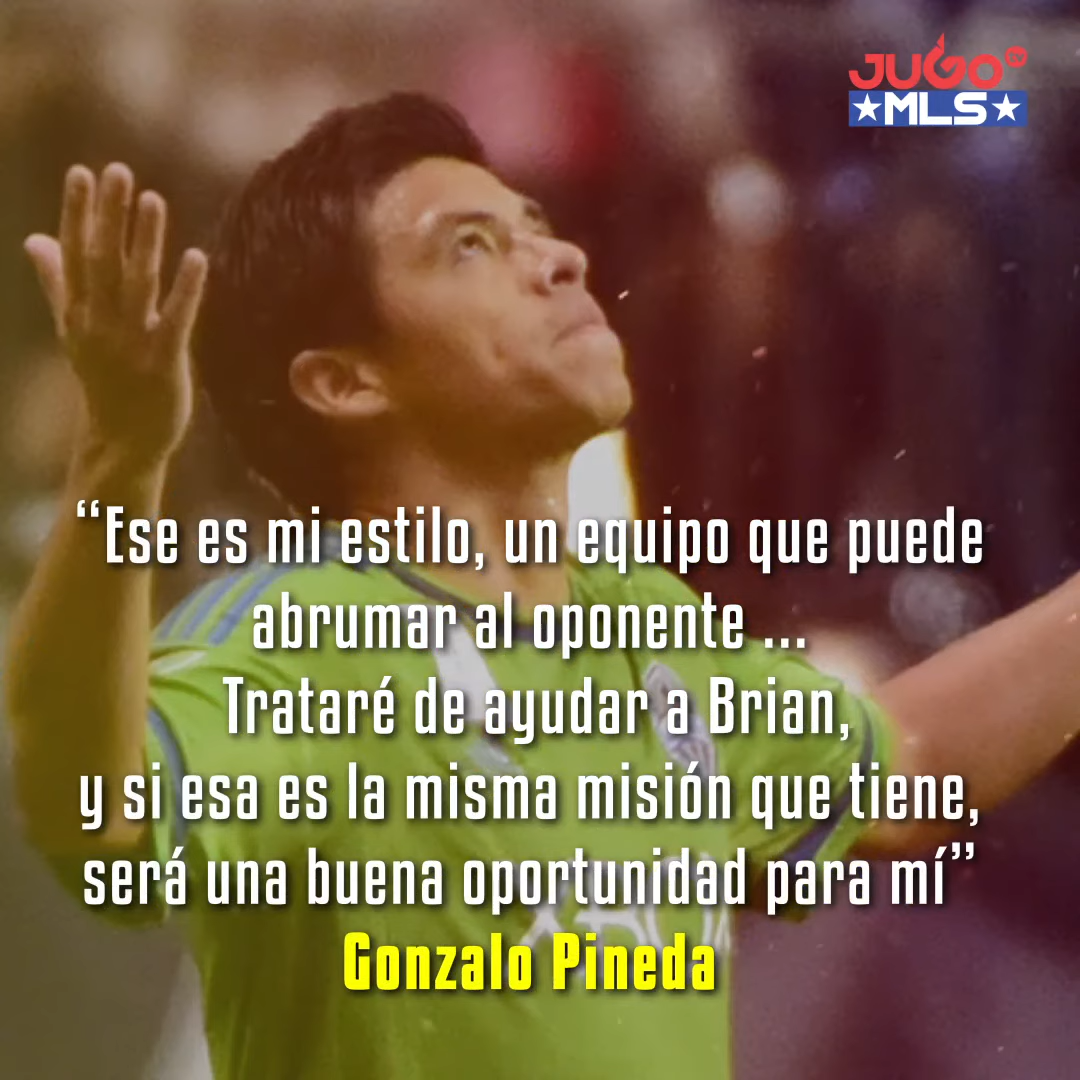 JUGOtv
★MLS★
“Ese es mi estilo, un equipo que puede
abrumar al oponente ...
Trataré de ayudar a Brian,
y si esa es la misma misión que tiene,
será una buena oportunidad para mí”
Gonzalo Pineda